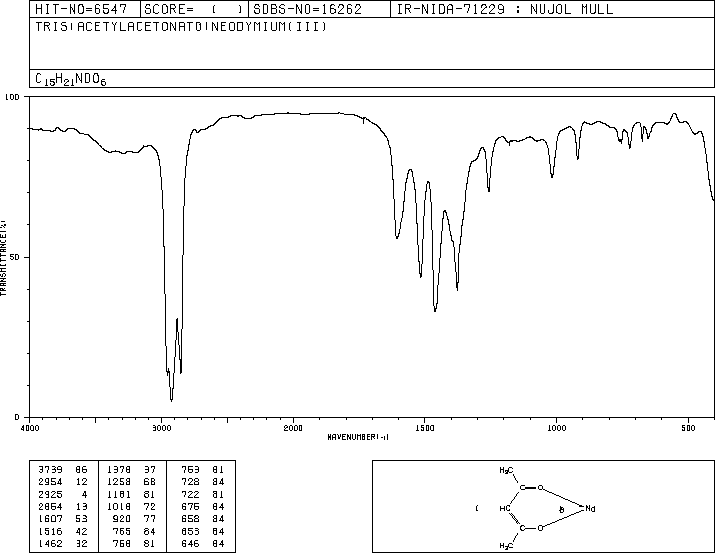 HIT-NO=6547 SCORE= ( ) SDBS-NO=16262 IR-NIDA-71229 : NUJOL MULL
TRIS(ACETYLACETONATO)NEODYMIUM(III)
C15H21NDO6
100
50
0
TRANSMITTANCE(%)
4000 3000 2000 1500 1000 500
WAVENUMBER(-1)
3739 86 1378 37 763 81
2954 12 1258 68 728 84
2925 4 1181 81 722 81
2854 13 1018 72 676 84
1607 53 920 77 658 84
1516 42 765 84 653 84
1462 32 758 81 646 84
H3C
C O
HC Nd
C O
H3C